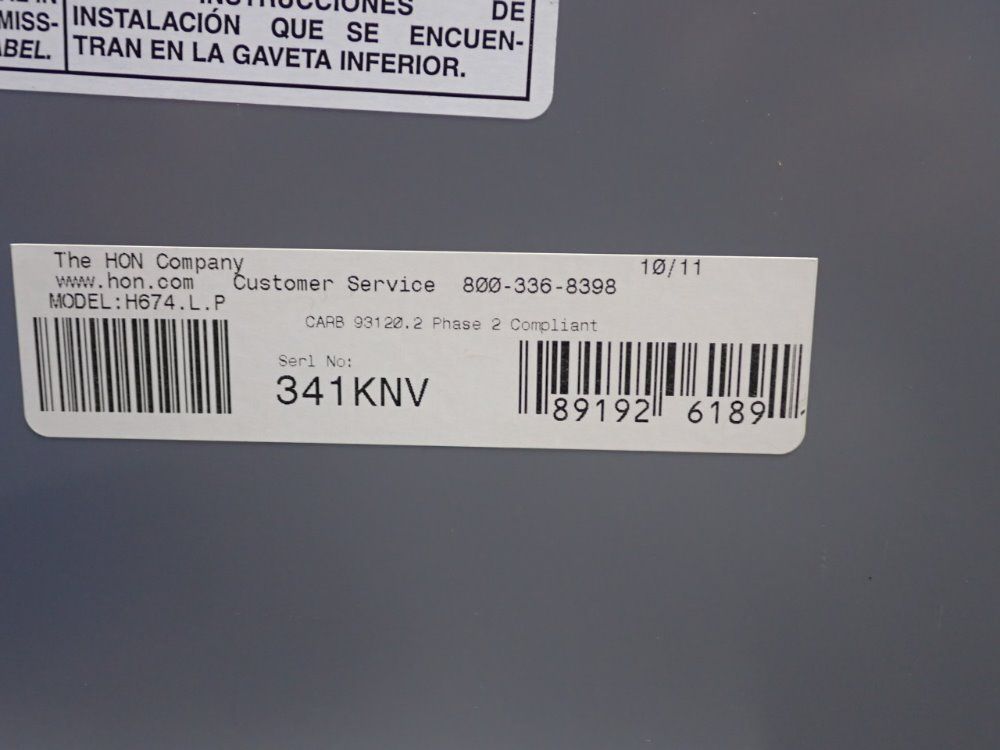 MISS-
INSTRUCCIONES DE
INSTALACIÓN QUE SE ENCUEN-
TRAN EN LA GAVETA INFERIOR.
The HON Company
10/11
www.hon.com Customer Service 800-336-8398
MODEL:H674.L.P
CARB 93120.2 Phase 2 Compliant
Serl No:
341KNV
89192 6189